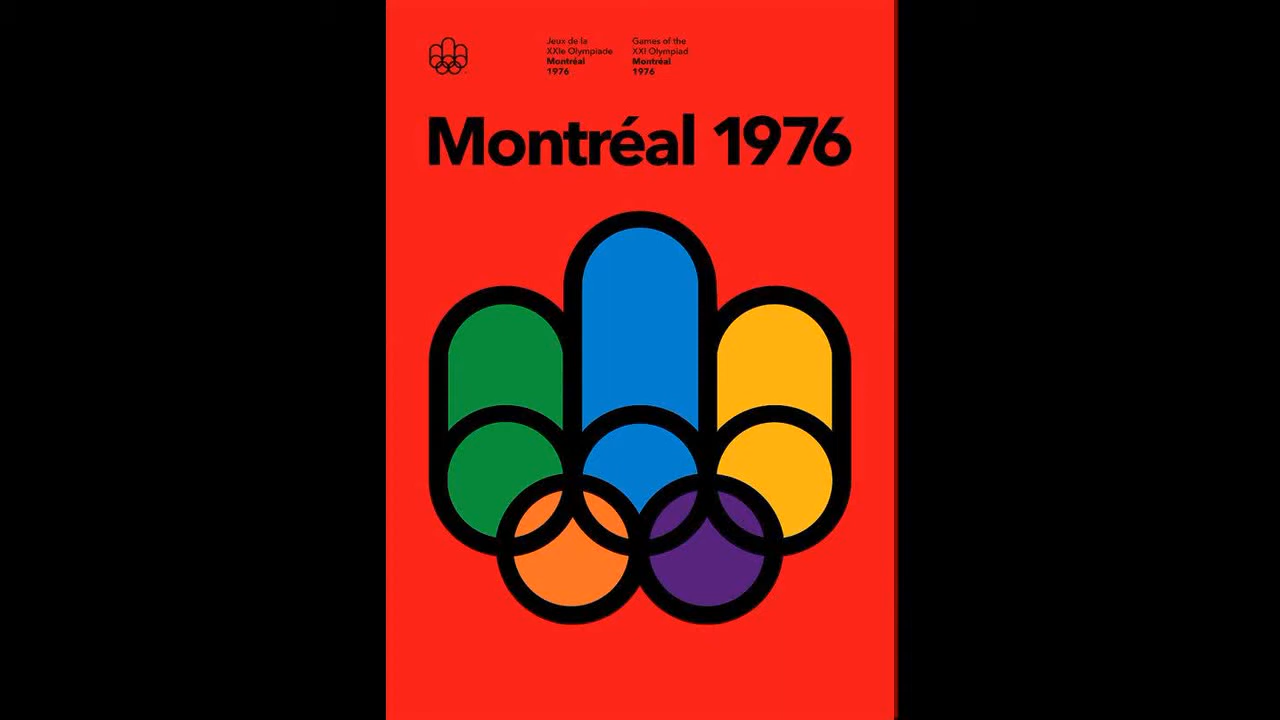 Jeux de la
XXIe Olympiade
Montréal
1976
Games of the
XXI Olympiad
Montréal
1976
Montréal 1976